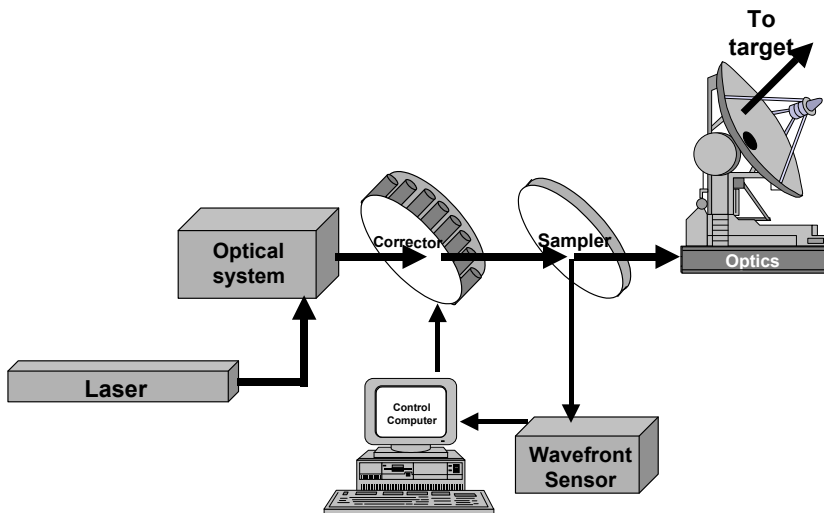 To
target
Corrector
Sampler
Optical
system
Optics
Laser
Control
Computer
Wavefront
Sensor